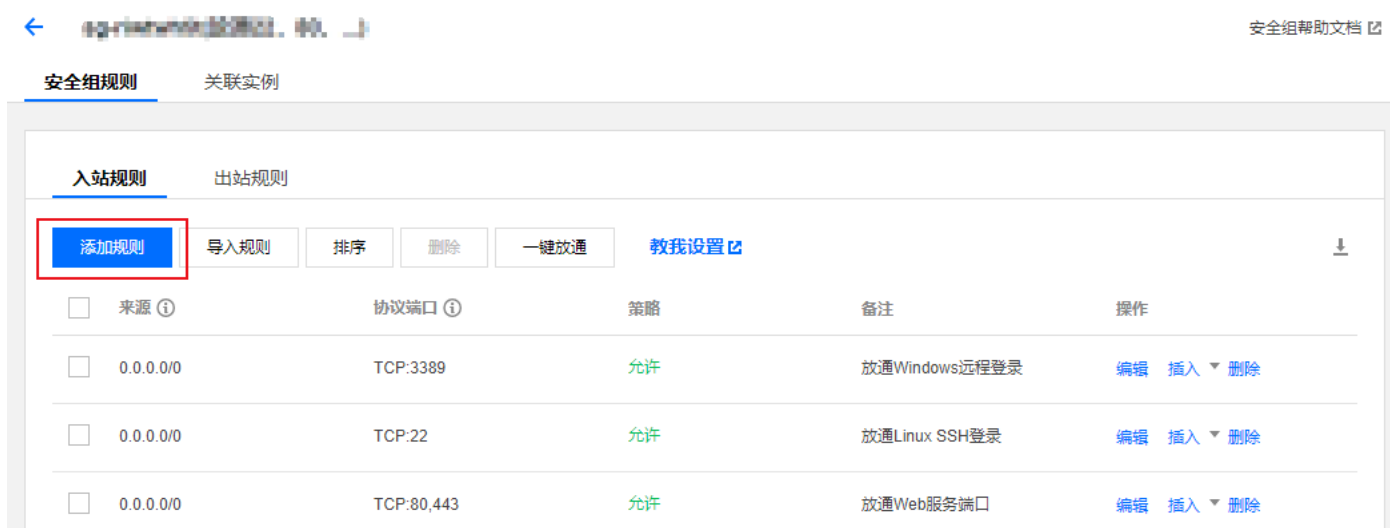 安全组帮助文档
安全组规则 关联实例
入站规则 出站规则
添加规则 导入规则 排序 删除 一键放通 教我设置
来源 协议端口 策略 备注 操作
0.0.0.0/0 TCP:3389 允许 放通Windows远程登录 编辑 插入 删除
0.0.0.0/0 TCP:22 允许 放通Linux SSH登录 编辑 插入 删除
0.0.0.0/0 TCP:80,443 允许 放通Web服务端口 编辑 插入 删除